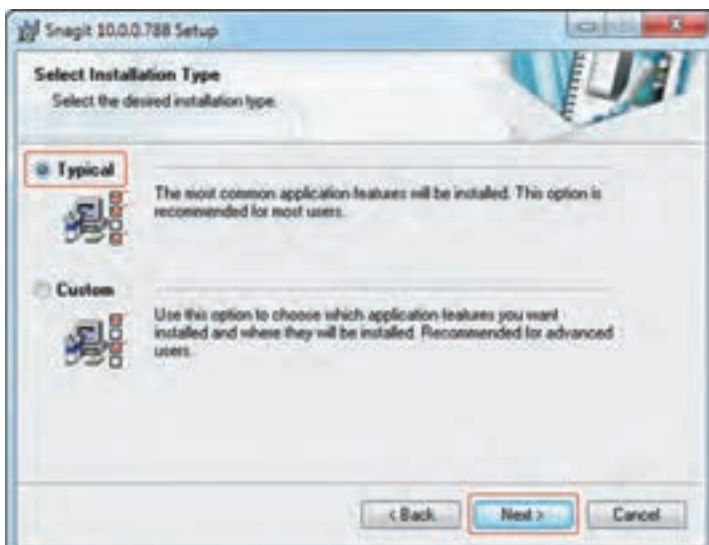 Snagit 10.0.0.788 Setup
Select Installation Type
Select the desired installation type.
Typical
The most common application features will be installed. This option is
recommended for most users.
Custom
Use this option to choose which application features you want
installed and where they will be installed. Recommended for advanced
users.
< Back
Next >
Cancel